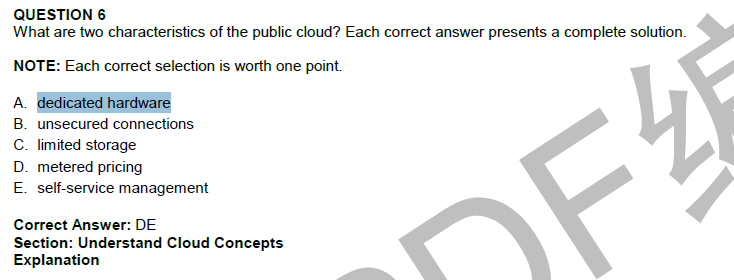 QUESTION 6
What are two characteristics of the public cloud? Each correct answer presents a complete solution.
NOTE: Each correct selection is worth one point.
A. dedicated hardware
B. unsecured connections
C. limited storage
D. metered pricing
E. self-service management
Correct Answer: DE
Section: Understand Cloud Concepts
Explanation
PDF编